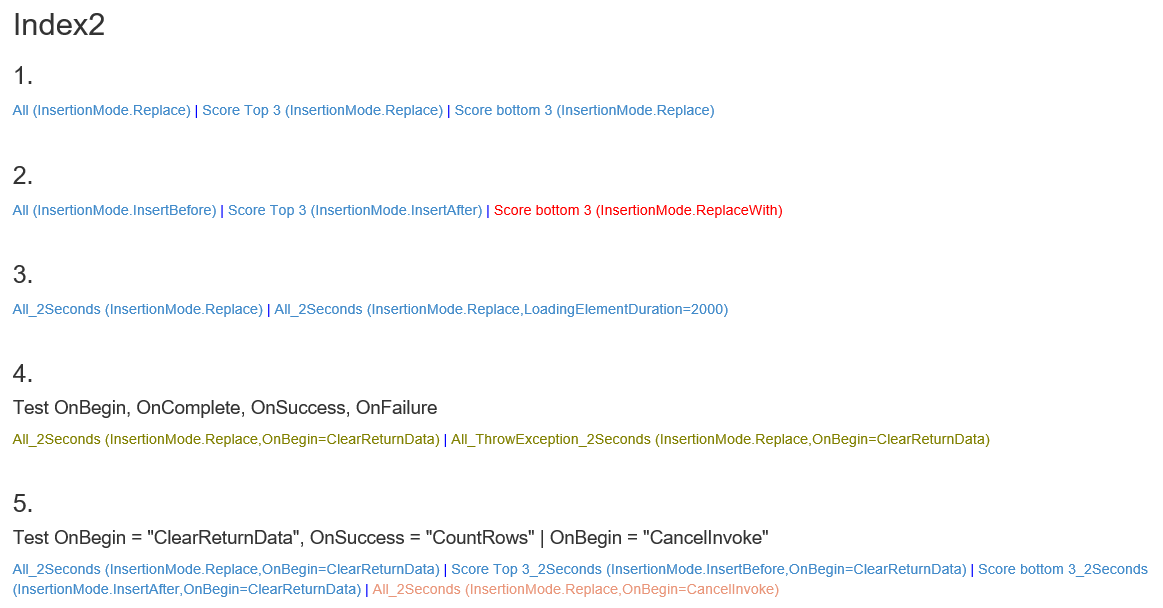 Index2
1.
All (InsertionMode.Replace) | Score Top 3 (InsertionMode.Replace) | Score bottom 3 (InsertionMode.Replace)
2.
All (InsertionMode.InsertBefore) | Score Top 3 (InsertionMode.InsertAfter) | Score bottom 3 (InsertionMode.ReplaceWith)
3.
All_2Seconds (InsertionMode.Replace) | All_2Seconds (InsertionMode.Replace,LoadingElementDuration=2000)
4.
Test OnBegin, OnComplete, OnSuccess, OnFailure
All_2Seconds (InsertionMode.Replace,OnBegin=ClearReturnData) | All_ThrowException_2Seconds (InsertionMode.Replace,OnBegin=ClearReturnData)
5.
Test OnBegin = "ClearReturnData", OnSuccess = "CountRows" | OnBegin = "CancelInvoke"
All_2Seconds (InsertionMode.Replace,OnBegin=ClearReturnData) | Score Top 3_2Seconds (InsertionMode.InsertBefore,OnBegin=ClearReturnData) | Score bottom 3_2Seconds
(InsertionMode.InsertAfter,OnBegin=ClearReturnData) | All_2Seconds (InsertionMode.Replace,OnBegin=CancelInvoke)